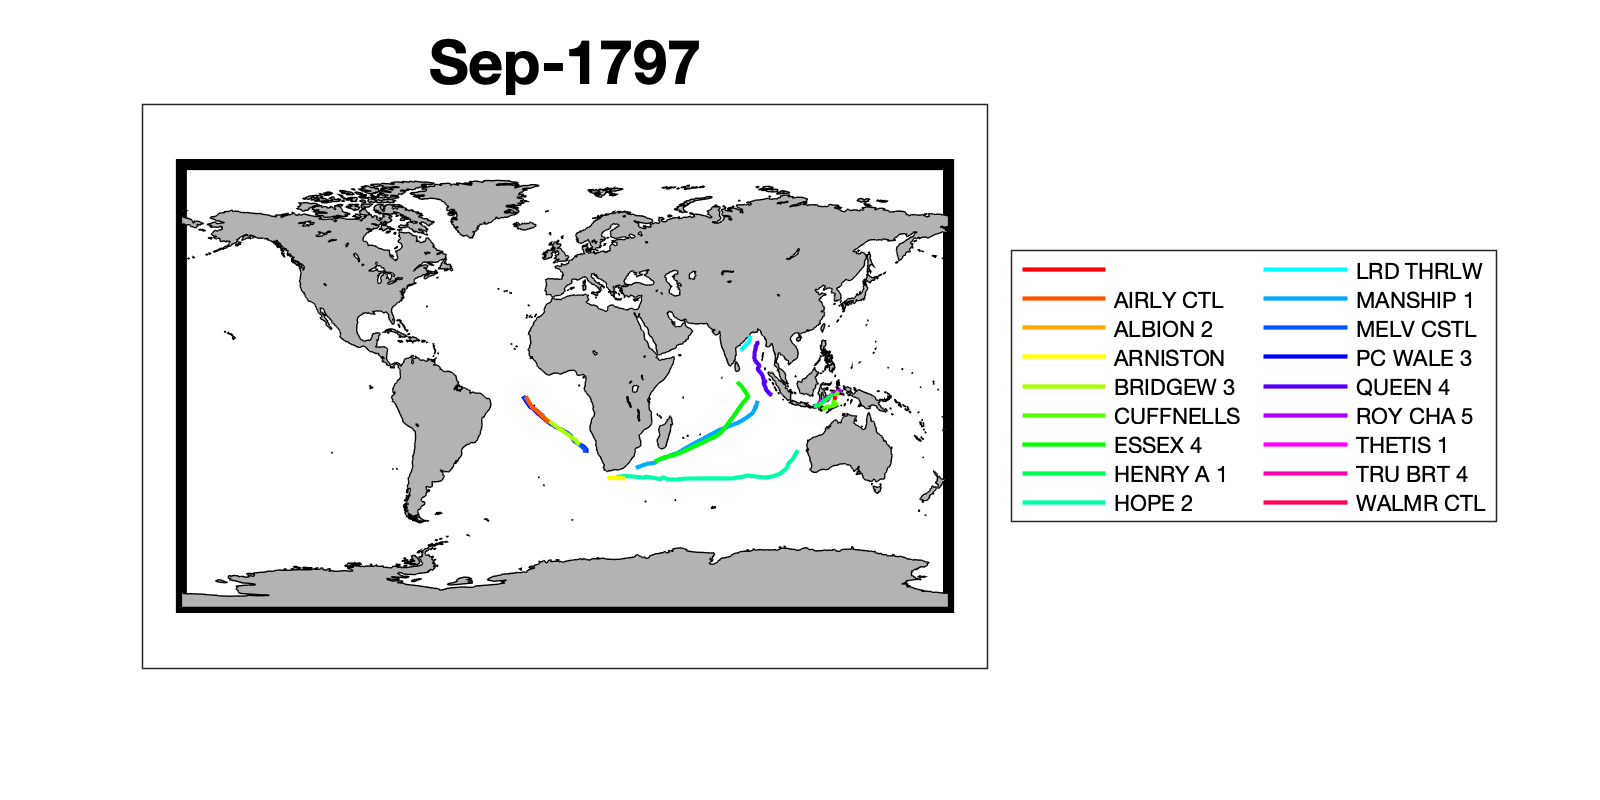 Sep-1797
AIRLY CTL
ALBION 2
ARNISTON
BRIDGEW 3
CUFFNELLS
ESSEX 4
HENRY A 1
HOPE 2
LRD THRLW
MANSHIP 1
MELV CSTL
PC WALE 3
QUEEN 4
ROY CHA 5
THETIS 1
TRU BRT 4
WALMR CTL